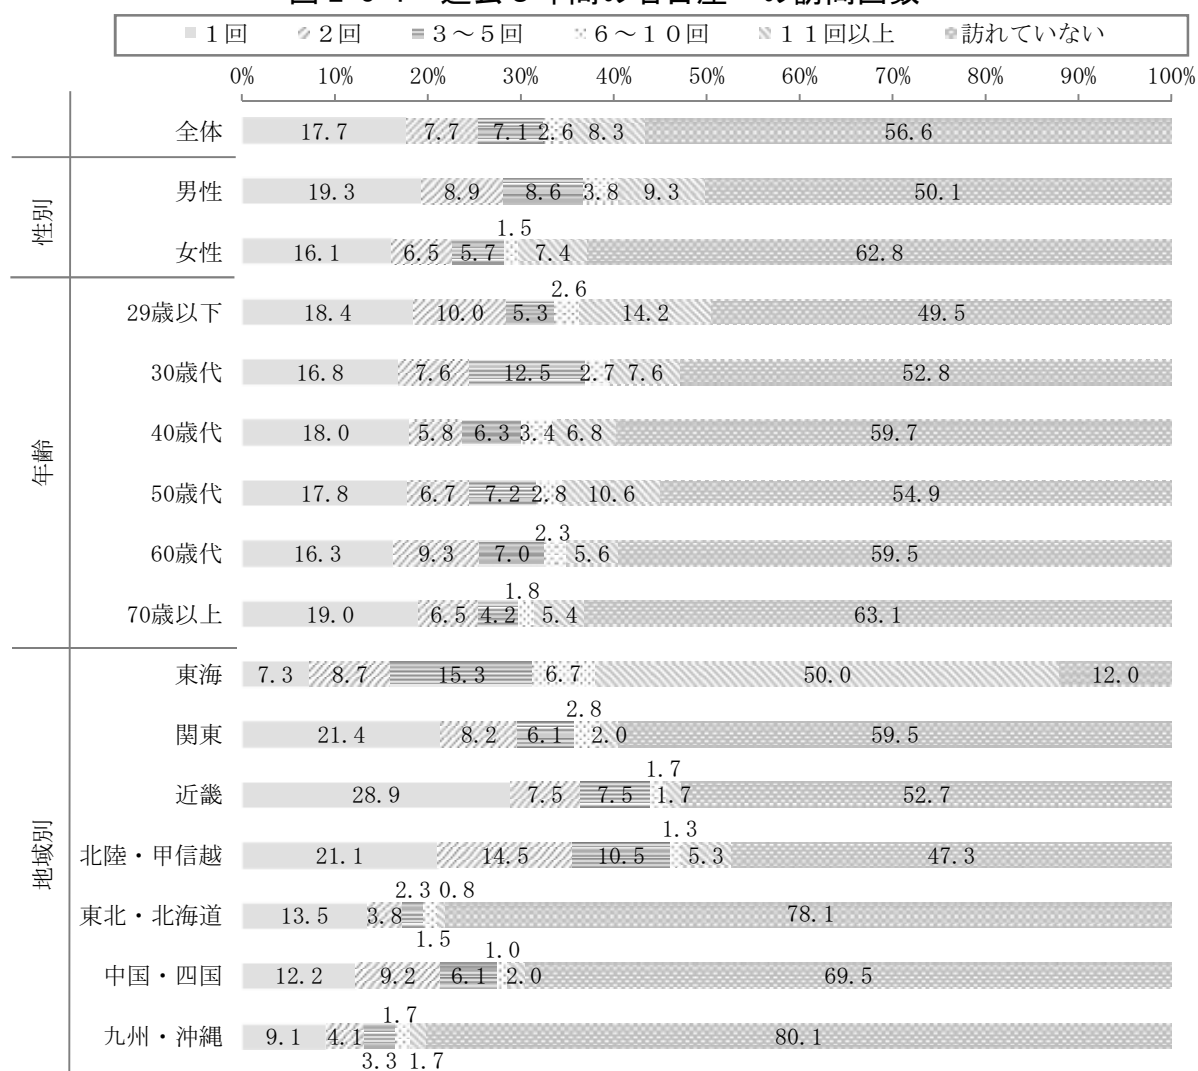 １回 ２回 ３～５回 ６～１０回 １１回以上 訪れていない
0% 10% 20% 30% 40% 50% 60% 70% 80% 90% 100%
全体 17.7 7.7 7.1 2.6 8.3 56.6
性別
男性 19.3 8.9 8.6 3.8 9.3 50.1
1.5
女性 16.1 6.5 5.7 7.4 62.8
年齢
2.6
29歳以下 18.4 10.0 5.3 14.2 49.5
30歳代 16.8 7.6 12.5 2.7 7.6 52.8
40歳代 18.0 5.8 6.3 3.4 6.8 59.7
50歳代 17.8 6.7 7.2 2.8 10.6 54.9
2.3
60歳代 16.3 9.3 7.0 5.6 59.5
1.8
70歳以上 19.0 6.5 4.2 5.4 63.1
地域別
東海 7.3 8.7 15.3 6.7 50.0 12.0
2.8
関東 21.4 8.2 6.1 2.0 59.5
1.7
近畿 28.9 7.5 7.5 1.7 52.7
1.3
北陸・甲信越 21.1 14.5 10.5 5.3 47.3
2.3 0.8
東北・北海道 13.5 3.8 78.1
1.5
1.0
中国・四国 12.2 9.2 6.1 2.0 69.5
1.7
九州・沖縄 9.1 4.1 80.1
3.3 1.7